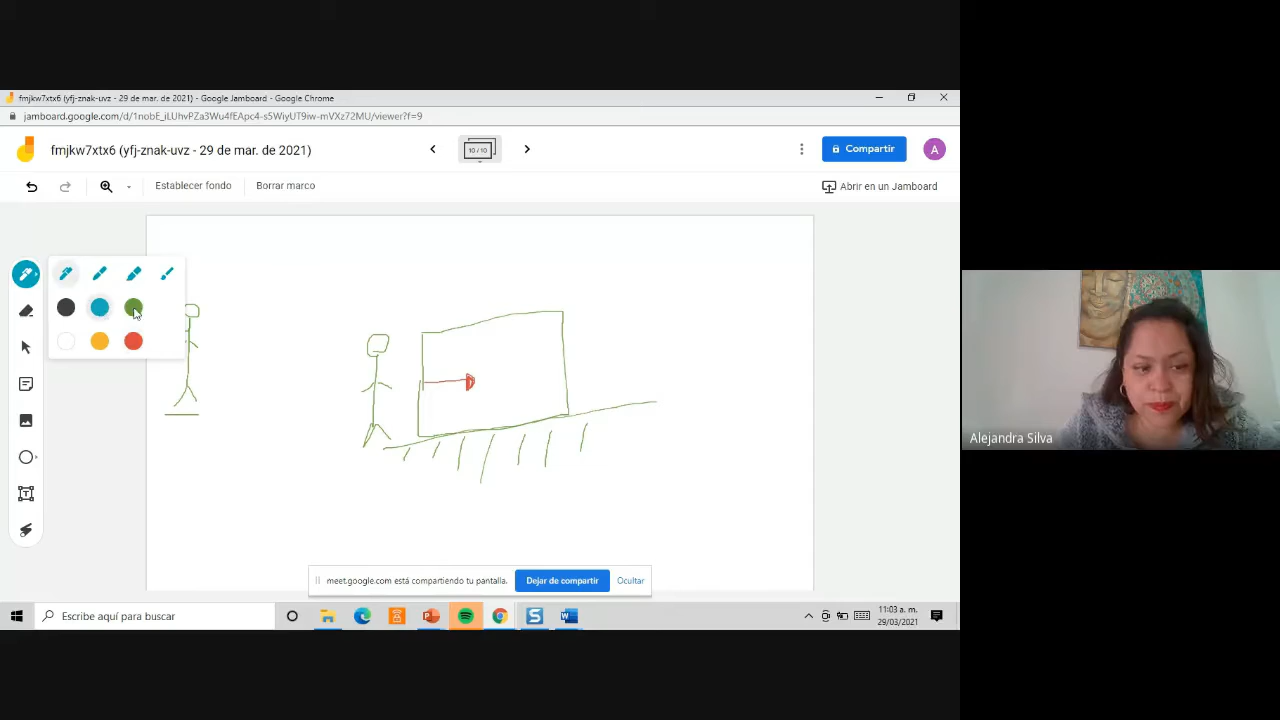 fmjkw7xtx6 (yfj-znak-uvz - 29 de mar. de 2021) - Google Jamboard - Google Chrome
jamboard.google.com/d/1nobE_iLUhvPZa3Wu4fEApc4-s5WiyUT9iw-mVXz72MU/viewer?f=9
fmjkw7xtx6 (yfj-znak-uvz - 29 de mar. de 2021)
10 / 10
Compartir
A
Establecer fondo
Borrar marco
Abrir en un Jamboard
Alejandra Silva
meet.google.com está compartiendo tu pantalla.
Dejar de compartir
Ocultar
Escribe aquí para buscar
11:03 a. m.
29/03/2021